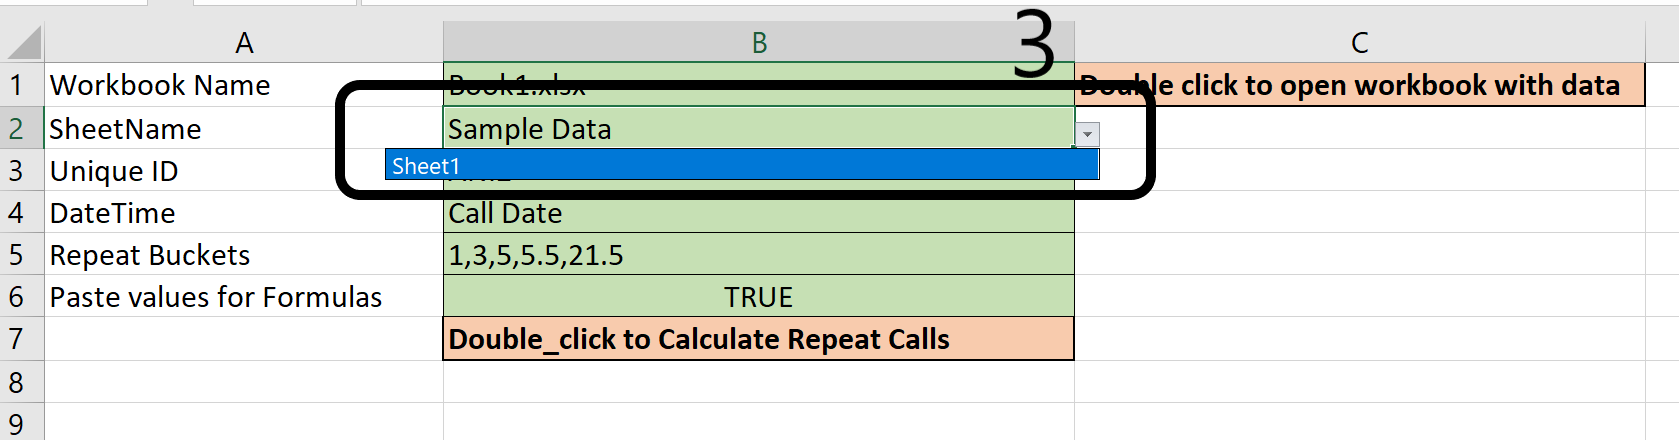 3
A B C
1 Workbook Name Book1.xlsx Double click to open workbook with data
2 SheetName Sample Data
Sheet1
3 Unique ID
4 DateTime Call Date
5 Repeat Buckets 1,3,5,5.5,21.5
6 Paste values for Formulas TRUE
7 Double_click to Calculate Repeat Calls
8
9